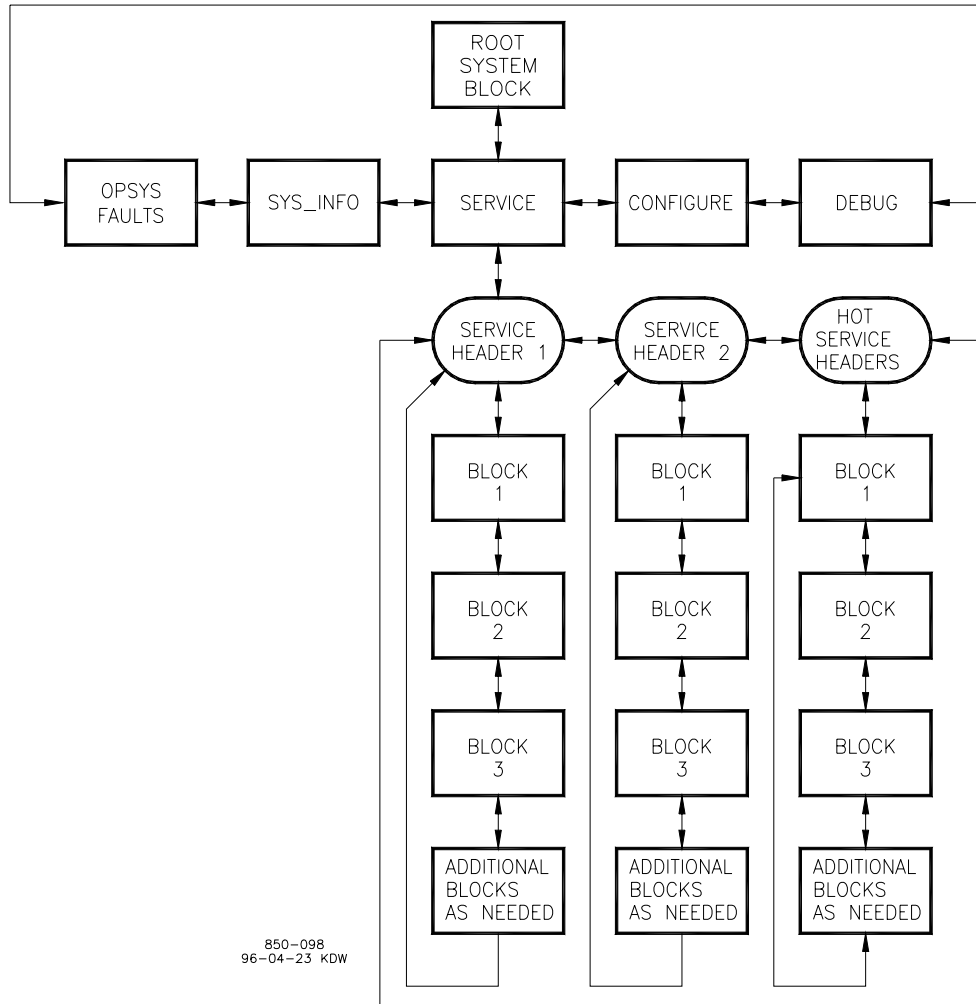 ROOT
SYSTEM
BLOCK
OPSYS
FAULTS
SYS_INFO
SERVICE
CONFIGURE
DEBUG
SERVICE
HEADER 1
SERVICE
HEADER 2
HOT
SERVICE
HEADERS
BLOCK
1
BLOCK
1
BLOCK
1
BLOCK
2
BLOCK
2
BLOCK
2
BLOCK
3
BLOCK
3
BLOCK
3
ADDITIONAL
BLOCKS
AS NEEDED
ADDITIONAL
BLOCKS
AS NEEDED
ADDITIONAL
BLOCKS
AS NEEDED
850-098
96-04-23 KDW